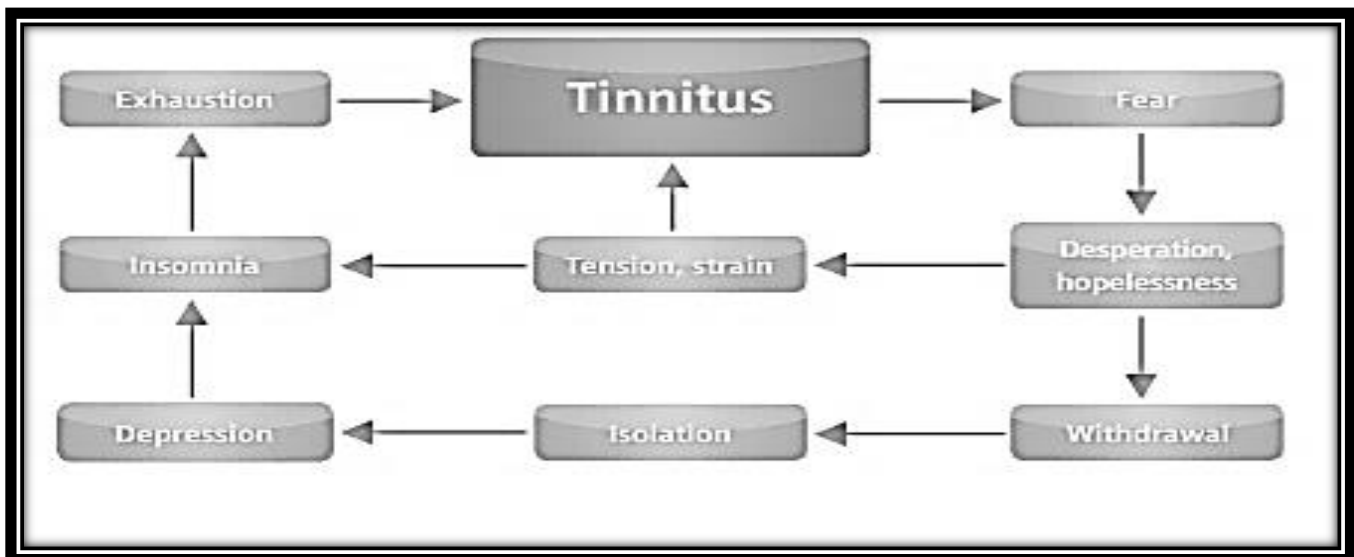 Exhaustion
Tinnitus
Fear
Insomnia
Tension, strain
Desperation,
hopelessness
Depression
Isolation
Withdrawal